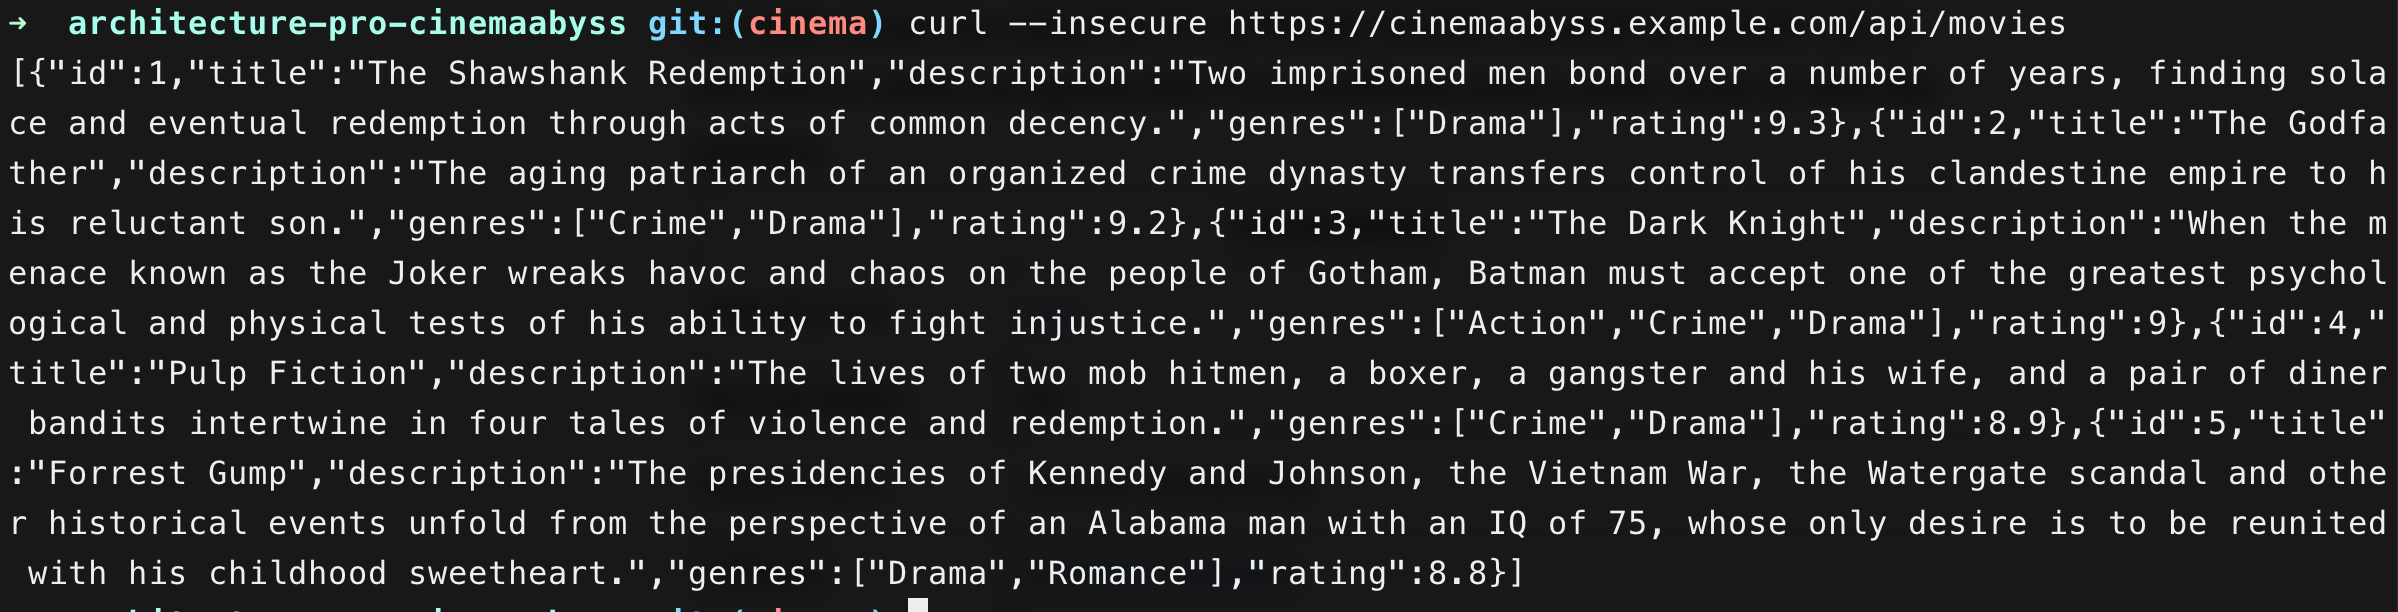 ➜  architecture-pro-cinemaabyss git:(cinema) curl --insecure https://cinemaabyss.example.com/api/movies
[{"id":1,"title":"The Shawshank Redemption","description":"Two imprisoned men bond over a number of years, finding sola
ce and eventual redemption through acts of common decency.","genres":["Drama"],"rating":9.3},{"id":2,"title":"The Godfa
ther","description":"The aging patriarch of an organized crime dynasty transfers control of his clandestine empire to h
is reluctant son.","genres":["Crime","Drama"],"rating":9.2},{"id":3,"title":"The Dark Knight","description":"When the m
enace known as the Joker wreaks havoc and chaos on the people of Gotham, Batman must accept one of the greatest psychol
ogical and physical tests of his ability to fight injustice.","genres":["Action","Crime","Drama"],"rating":9},{"id":4,"
title":"Pulp Fiction","description":"The lives of two mob hitmen, a boxer, a gangster and his wife, and a pair of diner
 bandits intertwine in four tales of violence and redemption.","genres":["Crime","Drama"],"rating":8.9},{"id":5,"title"
:"Forrest Gump","description":"The presidencies of Kennedy and Johnson, the Vietnam War, the Watergate scandal and othe
r historical events unfold from the perspective of an Alabama man with an IQ of 75, whose only desire is to be reunited
 with his childhood sweetheart.","genres":["Drama","Romance"],"rating":8.8}]